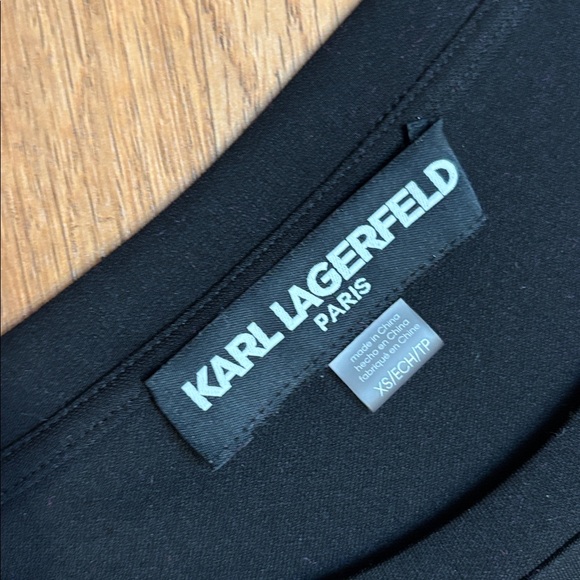 KARL LAGERFELD
PARIS
made in China
hecho en China
fabriqué en Chine
XS/ECH/TP